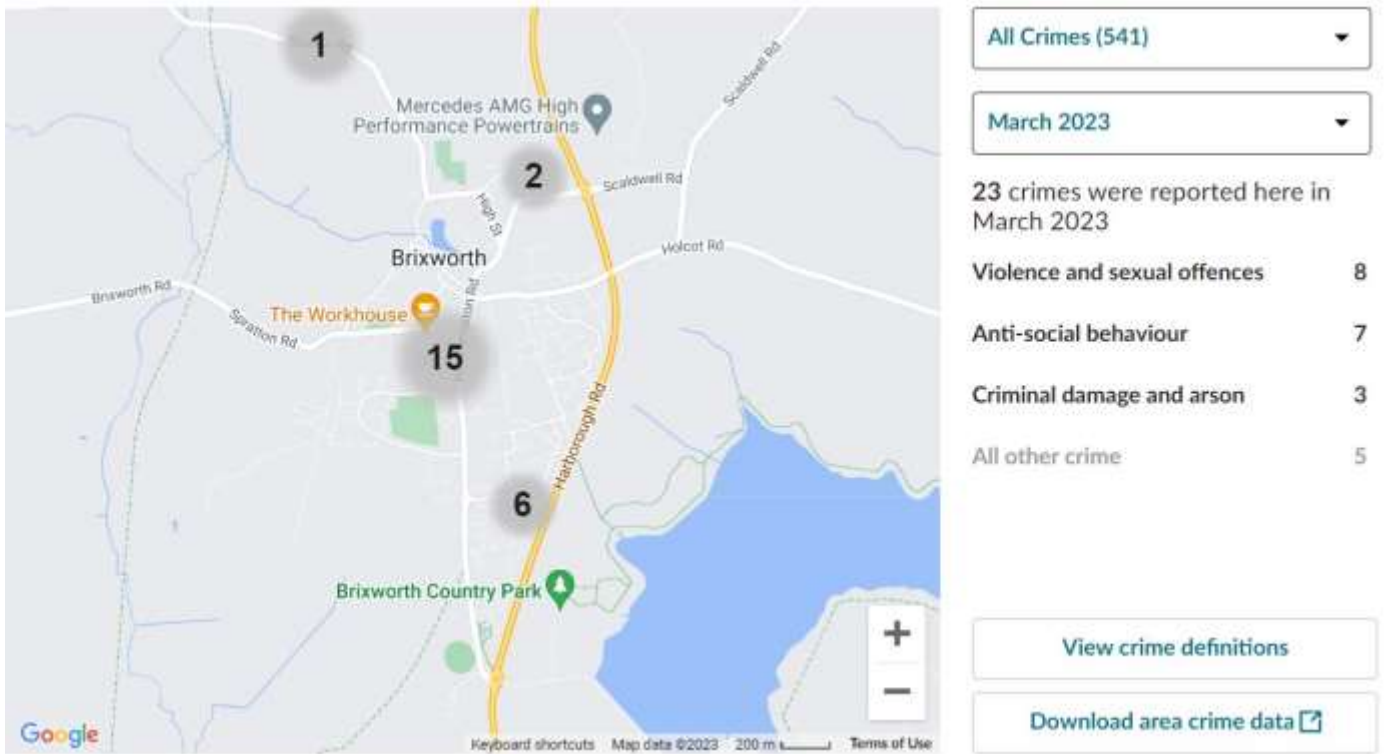 1
All Crimes (541)
Scaldwell Rd
Mercedes AMG High
Performance Powertrains
March 2023
2
Scaldwell Rd
23 crimes were reported here in
March 2023
High St
Holcot Rd
Brixworth
Violence and sexual offences 8
Brixworth Rd
The Workhouse
Spratton Rd
ton Rd
Anti-social behaviour 7
15
Criminal damage and arson 3
Harborough Rd
All other crime 5
6
Brixworth Country Park
+
View crime definitions
−
Download area crime data
Google
Keyboard shortcuts Map data ©2023 200 m Terms of Use